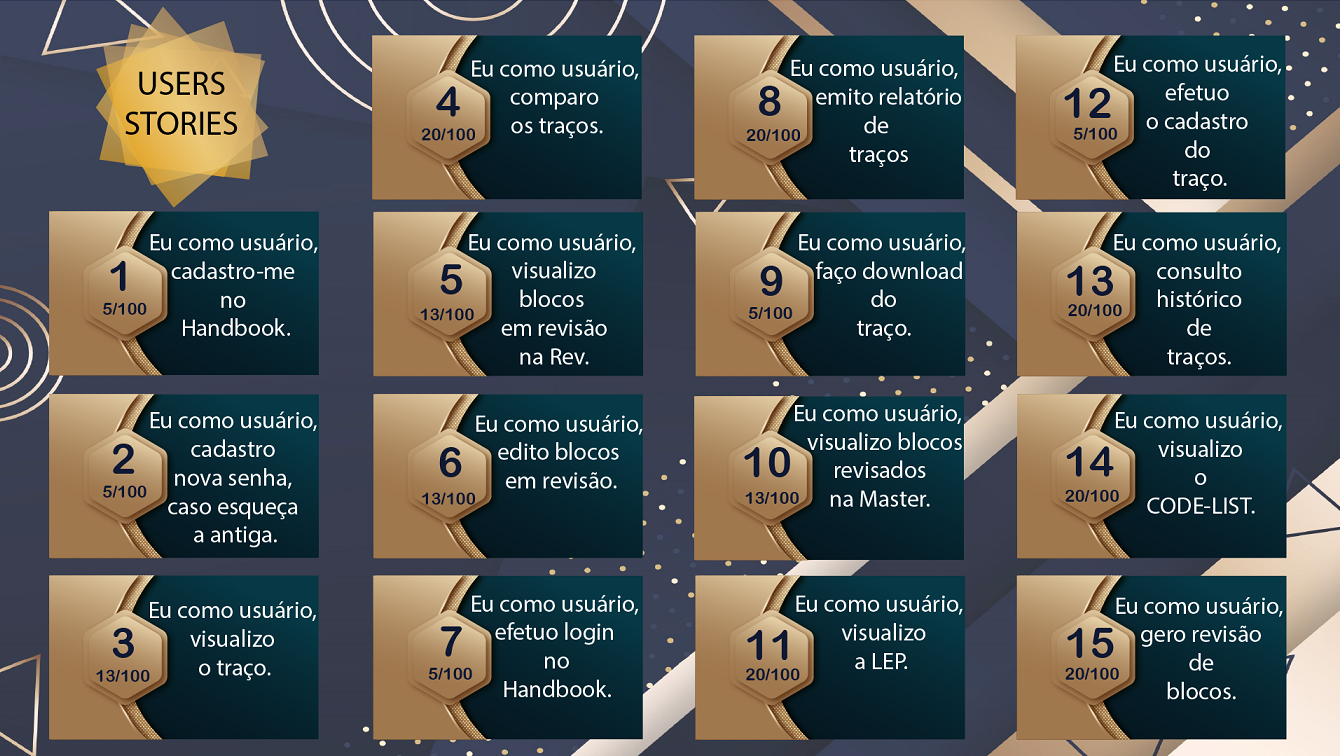 USERS
STORIES
1
5/100
Eu como usuário,
cadastro-me
no
Handbook.
2
5/100
Eu como usuário,
cadastro
nova senha,
caso esqueça
a antiga.
3
13/100
Eu como usuário,
visualizo
o traço.
4
20/100
Eu como usuário,
comparo
os traços.
5
13/100
Eu como usuário,
visualizo
blocos
em revisão
na Rev.
6
13/100
Eu como usuário,
edito blocos
em revisão.
7
5/100
Eu como usuário,
efetuo login
no
Handbook.
8
20/100
Eu como usuário,
emito relatório
de
traços
9
5/100
Eu como usuário,
faço download
do
traço.
10
13/100
Eu como usuário,
visualizo blocos
revisados
na Master.
11
20/100
Eu como usuário,
visualizo
a LEP.
12
5/100
Eu como usuário,
efetuo
o cadastro
do
traço.
13
20/100
Eu como usuário,
consulto
histórico
de
traços.
14
20/100
Eu como usuário,
visualizo
o
CODE-LIST.
15
20/100
Eu como usuário,
gero revisão
de
blocos.